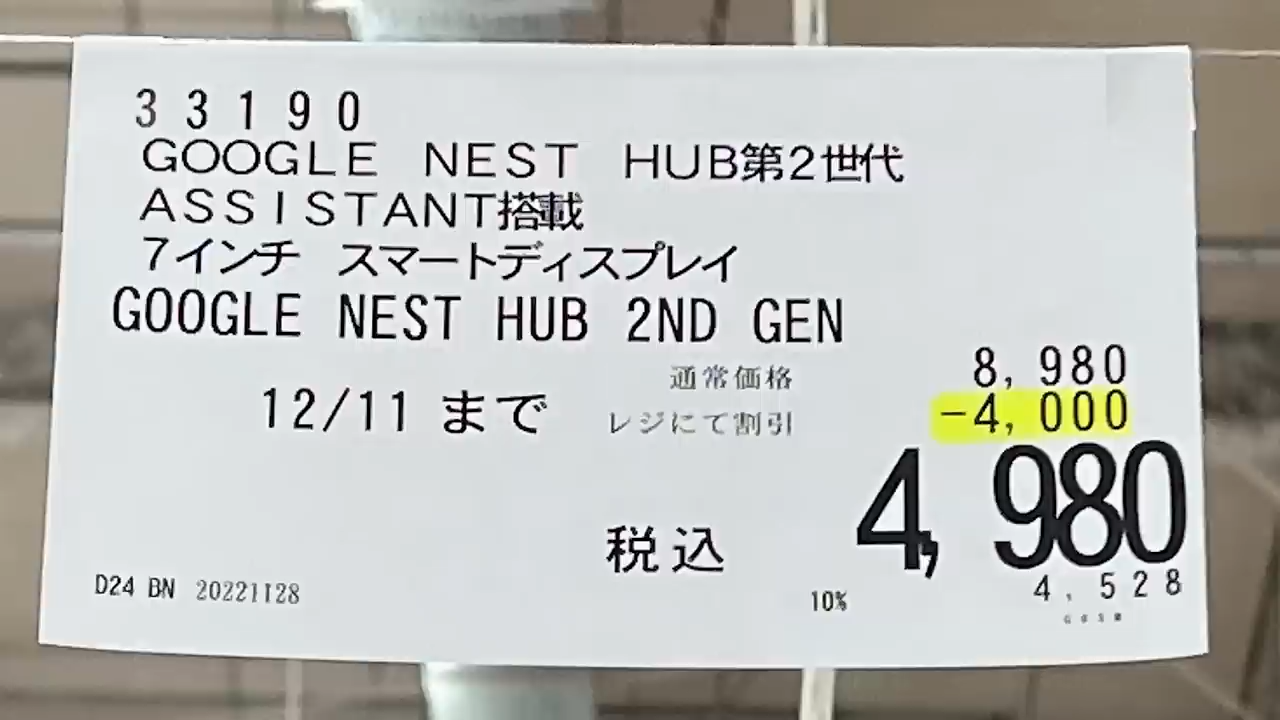 33190
GOOGLE NEST HUB第2世代
ASSISTANT搭載
7インチ スマートディスプレイ
GOOGLE NEST HUB 2ND GEN
通常価格 8,980
12/11 まで レジにて割引 -4,000
税込 4,980
D24 BN 20221128 10% 4,528